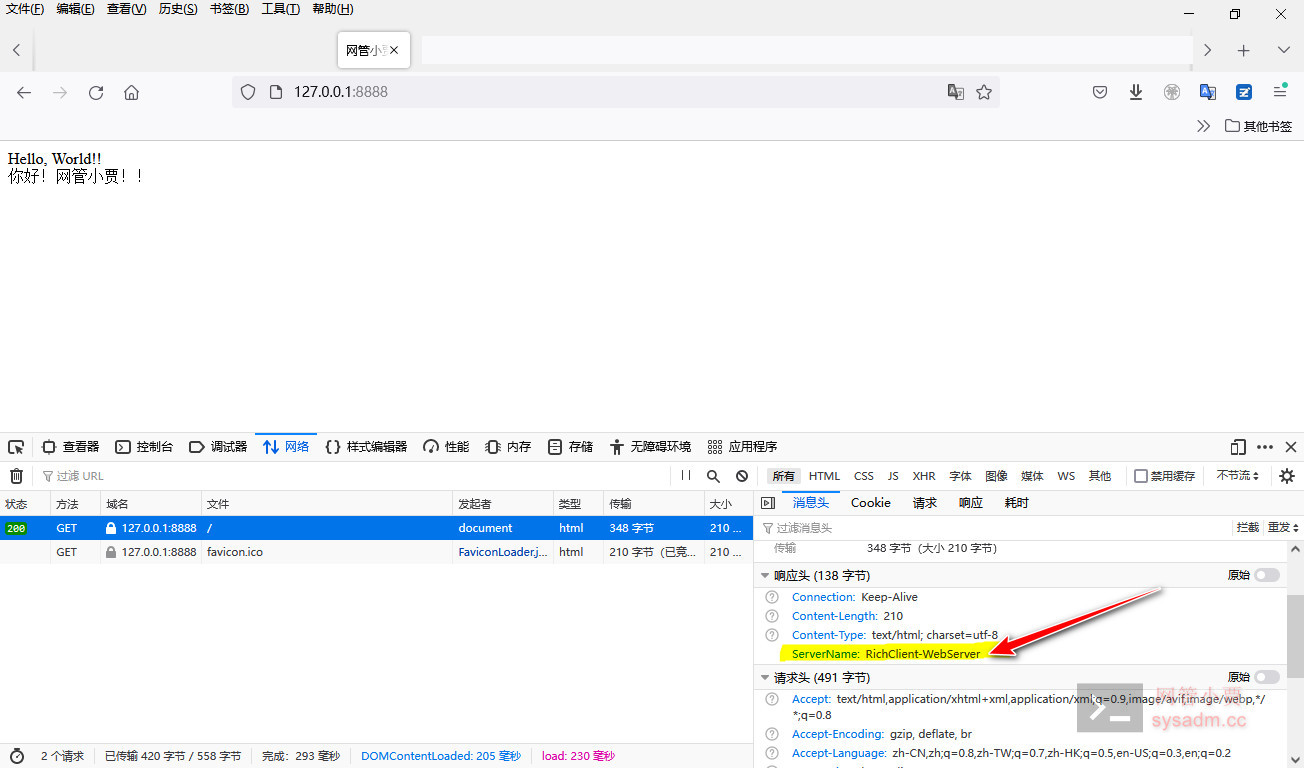 文件(F) 编辑(E) 查看(V) 历史(S) 书签(B) 工具(T) 帮助(H)
网管小
127.0.0.1:8888
其他书签
Hello, World!!
你好！网管小贾！！
查看器 控制台 调试器 网络 样式编辑器 性能 内存 存储 无障碍环境 应用程序
过滤 URL
所有 HTML CSS JS XHR 字体 图像 媒体 WS 其他 禁用缓存 不节流
状态 方法 域名 文件 发起者 类型 传输 大小
200 GET 127.0.0.1:8888 / document html 348 字节 210 ...
GET 127.0.0.1:8888 favicon.ico FaviconLoader.j... html 210 字节（已竞... 210 ...
消息头 Cookie 请求 响应 耗时
过滤消息头 拦截 重发
传输 348 字节（大小 210 字节）
响应头 (138 字节) 原始
Connection: Keep-Alive
Content-Length: 210
Content-Type: text/html; charset=utf-8
ServerName: RichClient-WebServer
请求头 (491 字节) 原始
Accept: text/html,application/xhtml+xml,application/xml;q=0.9,image/avif,image/webp,*/
*;q=0.8
Accept-Encoding: gzip, deflate, br
Accept-Language: zh-CN,zh;q=0.8,zh-TW;q=0.7,zh-HK;q=0.5,en-US;q=0.3,en;q=0.2
网管小贾
sysadm.cc
2 个请求 已传输 420 字节 / 558 字节 完成：293 毫秒 DOMContentLoaded: 205 毫秒 load: 230 毫秒